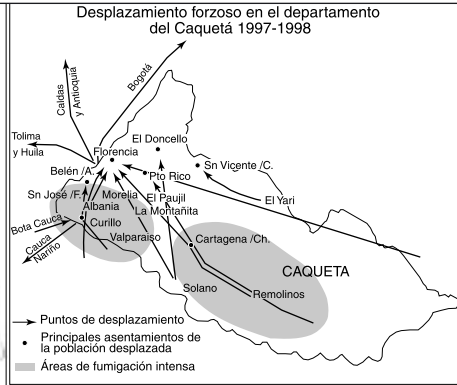 Desplazamiento forzoso en el departamento
del Caquetá 1997-1998
Caldas
y Antioquia
Bogotá
Tolima
y Huila
Florencia
El Doncello
Belén /A.
Pto Rico
Sn Vicente /C.
Sn José /F.
Morelia
El Paujil
El Yari
Albania
La Montañita
Bota Cauca
Curillo
Cauca
Nariño
Valparaiso
Cartagena /Ch.
CAQUETA
Solano
Remolinos
Puntos de desplazamiento
Principales asentamientos de
la población desplazada
Áreas de fumigación intensa